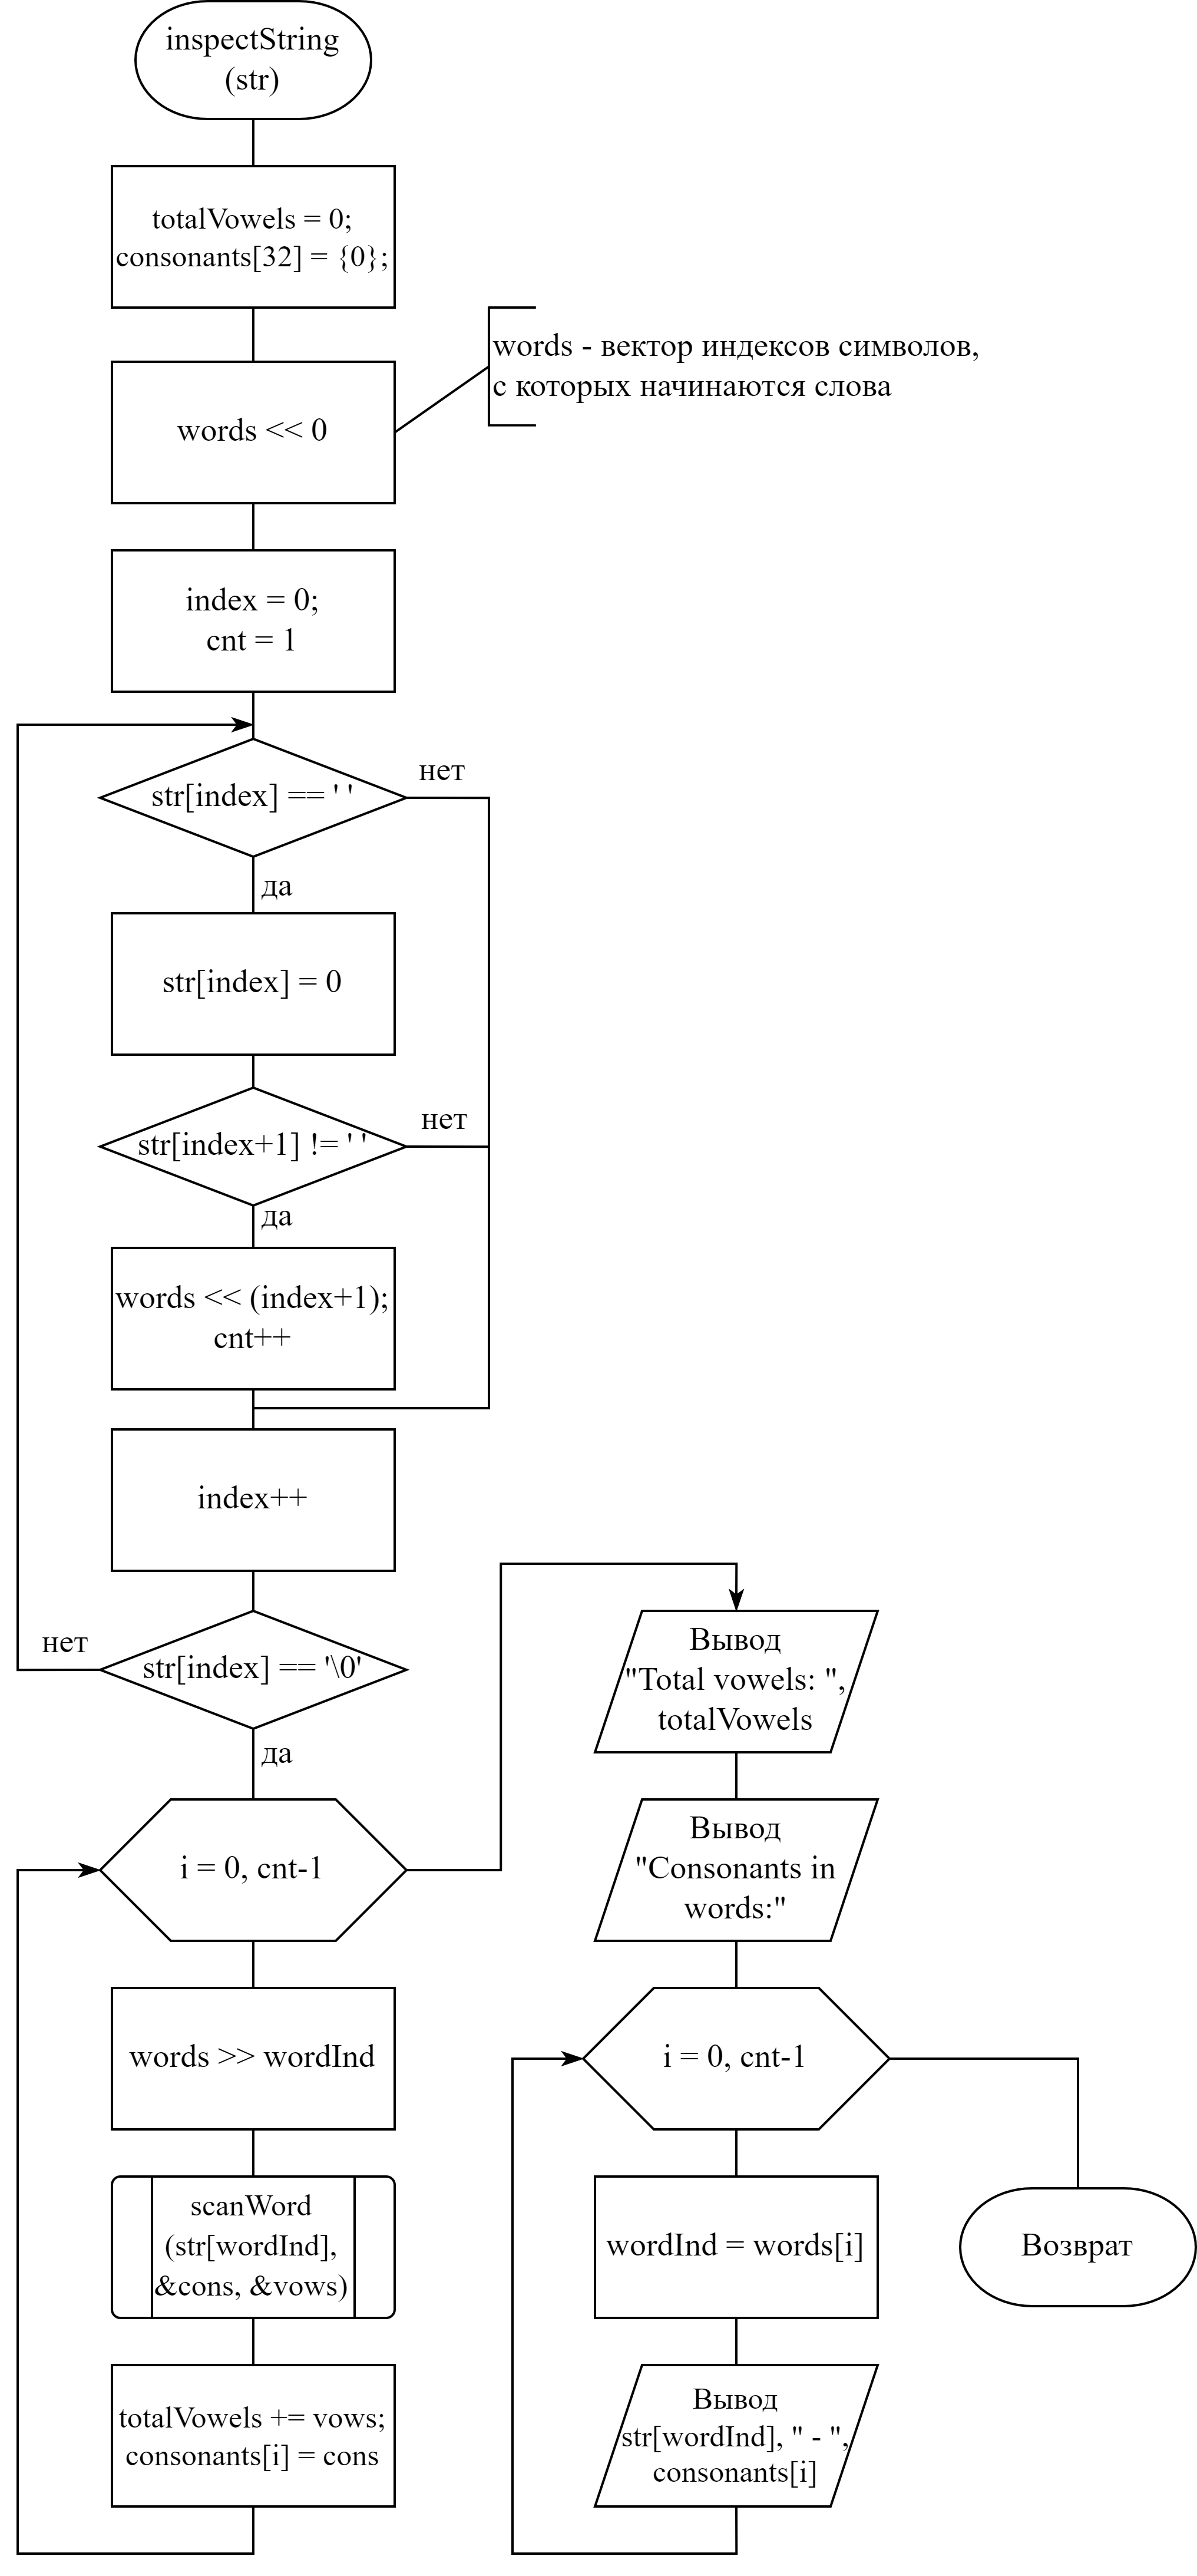 inspectString
(str)
totalVowels = 0;
consonants[32] = {0};
words << 0
words - вектор индексов символов,
с которых начинаются слова
index = 0;
cnt = 1
str[index] == ' '
нет
да
str[index] = 0
str[index+1] != ' '
нет
да
words << (index+1);
cnt++
index++
str[index] == '\0'
нет
да
i = 0, cnt-1
words >> wordInd
scanWord
(str[wordInd],
&cons, &vows)
totalVowels += vows;
consonants[i] = cons
Вывод
"Total vowels: ",
totalVowels
Вывод
"Consonants in
words:"
i = 0, cnt-1
wordInd = words[i]
Вывод
str[wordInd], " - ",
consonants[i]
Возврат